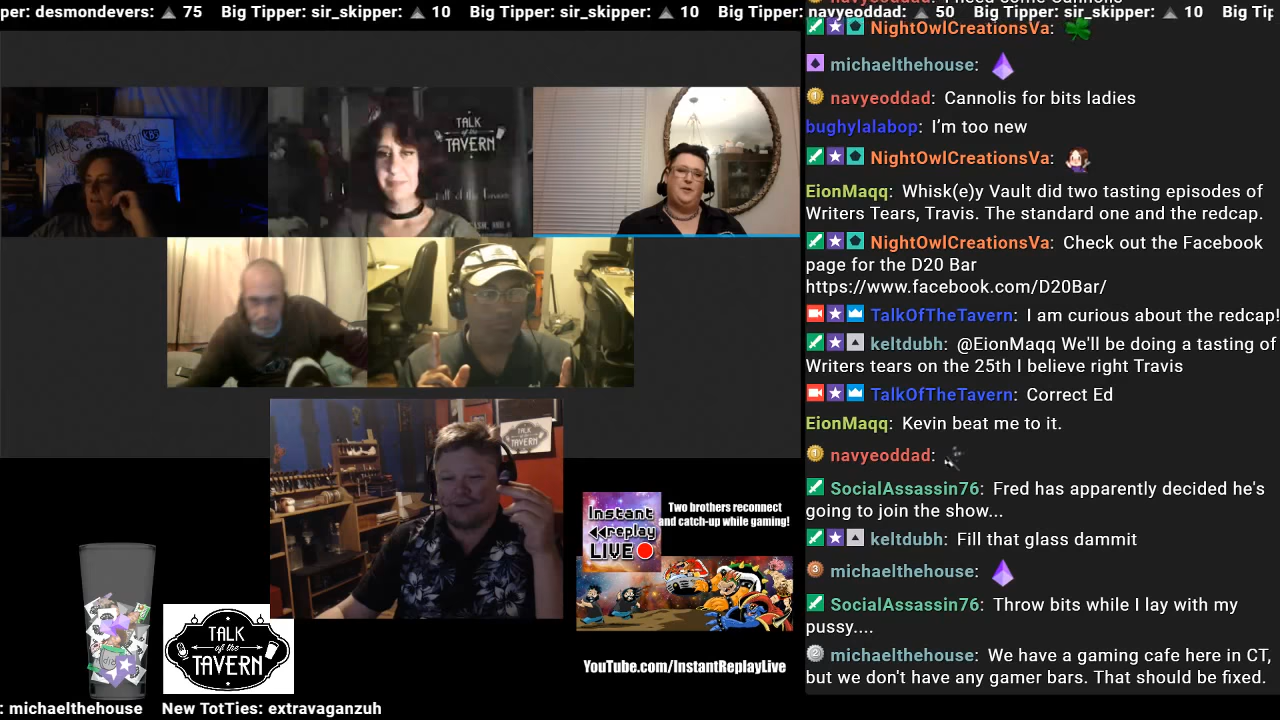 per: desmondevers: 75 Big Tipper: sir_skipper: 10 Big Tipper: sir_skipper: 10 Big Tipper:
navyeoddad: 50 Big Tipper: sir_skipper: 10 Big Tip
NightOwlCreationsVa:
michaelthehouse:
navyeoddad: Cannolis for bits ladies
bughylalabop: I'm too new
NightOwlCreationsVa:
EionMaqq: Whisk(e)y Vault did two tasting episodes of
Writers Tears, Travis. The standard one and the redcap.
NightOwlCreationsVa: Check out the Facebook
page for the D20 Bar
https://www.facebook.com/D20Bar/
TalkOfTheTavern: I am curious about the redcap!
keltdubh: @EionMaqq We'll be doing a tasting of
Writers tears on the 25th I believe right Travis
TalkOfTheTavern: Correct Ed
EionMaqq: Kevin beat me to it.
navyeoddad:
SocialAssassin76: Fred has apparently decided he's
going to join the show...
keltdubh: Fill that glass dammit
michaelthehouse:
SocialAssassin76: Throw bits while I lay with my
pussy....
michaelthehouse: We have a gaming cafe here in CT,
but we don't have any gamer bars. That should be fixed.
TALK
of the
TAVERN
TALK
of the
TAVERN
Instant
replay
LIVE
Two brothers reconnect
and catch-up while gaming!
YouTube.com/InstantReplayLive
TALK
of the
TAVERN
: michaelthehouse New TotTies: extravaganzuh